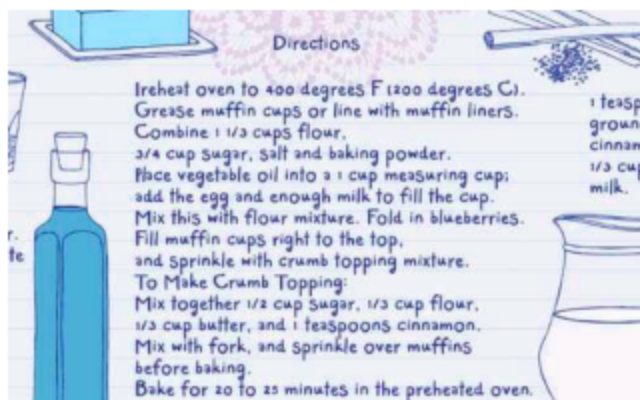 Directions
Ireheat oven to 400 degrees F (200 degrees C).
Grease muffin cups or line with muffin liners.
Combine 1 1/3 cups flour,
3/4 cup sugar, salt and baking powder.
Place vegetable oil into a 1 cup measuring cup;
add the egg and enough milk to fill the cup.
Mix this with flour mixture. Fold in blueberries.
Fill muffin cups right to the top,
and sprinkle with crumb topping mixture.
To Make Crumb Topping:
Mix together 1/2 cup sugar, 1/3 cup flour,
1/3 cup butter, and 1 teaspoons cinnamon.
Mix with fork, and sprinkle over muffins
before baking.
Bake for 20 to 25 minutes in the preheated oven.
1 teasp
groun
cinnam
1/3 cup
milk.
r.
te